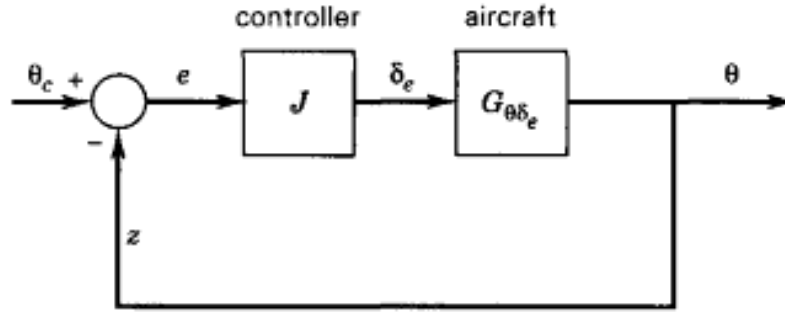 controller aircraft
θc + e J δe Gθδe θ
−
z